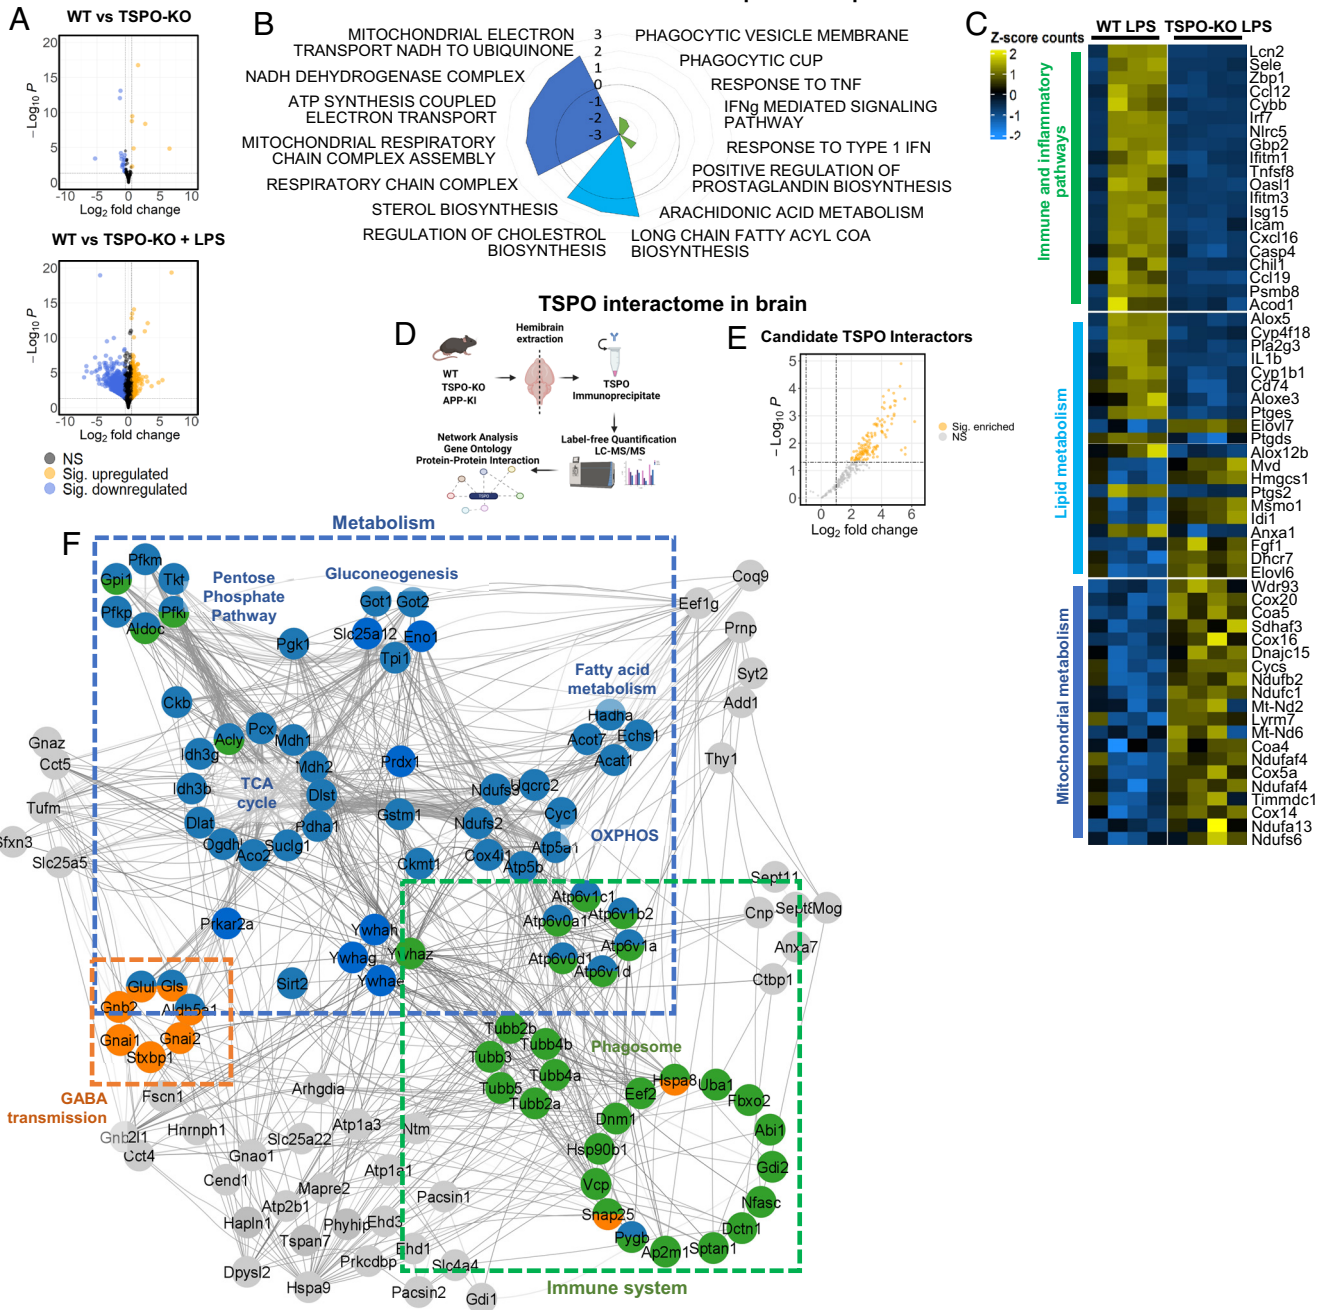 A
WT vs TSPO-KO
20
15
10
5
0
-10 -5 0 5 10
– Log10 P
Log2 fold change
WT vs TSPO-KO + LPS
20
15
10
5
0
-10 -5 0 5 10
– Log10 P
Log2 fold change
NS
Sig. upregulated
Sig. downregulated
B
MITOCHONDRIAL ELECTRON
TRANSPORT NADH TO UBIQUINONE
NADH DEHYDROGENASE COMPLEX
ATP SYNTHESIS COUPLED
ELECTRON TRANSPORT
MITOCHONDRIAL RESPIRATORY
CHAIN COMPLEX ASSEMBLY
RESPIRATORY CHAIN COMPLEX
STEROL BIOSYNTHESIS
REGULATION OF CHOLESTROL
BIOSYNTHESIS
3
2
1
0
-1
-2
-3
PHAGOCYTIC VESICLE MEMBRANE
PHAGOCYTIC CUP
RESPONSE TO TNF
IFNg MEDIATED SIGNALING
PATHWAY
RESPONSE TO TYPE 1 IFN
POSITIVE REGULATION OF
PROSTAGLANDIN BIOSYNTHESIS
ARACHIDONIC ACID METABOLISM
LONG CHAIN FATTY ACYL COA
BIOSYNTHESIS
C
WT LPS TSPO-KO LPS
Z-score counts
2
1
0
-1
-2
Immune and inflammatory
pathways
Lcn2
Sele
Zbp1
Ccl12
Cybb
Irf7
Nlrc5
Gbp2
Ifitm1
Tnfsf8
Oasl1
Ifitm3
Isg15
Icam
Cxcl16
Casp4
Chil1
Ccl19
Psmb8
Acod1
Lipid metabolism
Alox5
Cyp4f18
Pla2g3
IL1b
Cyp1b1
Cd74
Aloxe3
Ptges
Elovl7
Ptgds
Alox12b
Mvd
Hmgcs1
Ptgs2
Msmo1
Idi1
Anxa1
Fgf1
Dhcr7
Elovl6
Mitochondrial metabolism
Wdr93
Cox20
Coa5
Sdhaf3
Cox16
Dnajc15
Cycs
Ndufb2
Ndufc1
Mt-Nd2
Lyrm7
Mt-Nd6
Coa4
Ndufaf4
Cox5a
Ndufaf4
Timmdc1
Cox14
Ndufa13
Ndufs6
TSPO interactome in brain
D
WT
TSPO-KO
APP-KI
Hemibrain
extraction
TSPO
Immunoprecipitate
Label-free Quantification
LC-MS/MS
Network Analysis
Gene Ontology
Protein-Protein Interaction
TSPO
E
Candidate TSPO Interactors
5
4
3
2
1
0
0 2 4 6
– Log10 P
Log2 fold change
Sig. enriched
NS
F
Metabolism
Pfkm
Gpi1
Tkt
Pfkp
Pfkl
Aldoc
Pentose
Phosphate
Pathway
Gluconeogenesis
Got1
Got2
Slc25a12
Eno1
Tpi1
Pgk1
Fatty acid
metabolism
Hadha
Acot7
Echs1
Acat1
Ckb
Acly
Pcx
Mdh1
Idh3g
Mdh2
Idh3b
Dlst
TCA
cycle
Dlat
Pdha1
Ogdhl
Aco2
Suclg1
Prdx1
Gstm1
Ckmt1
Ndufs3
Uqcrc2
Ndufs2
Cyc1
Cox4i1
Atp5a1
Atp5b
OXPHOS
Prkar2a
Ywhah
Ywhag
Ywhaz
Ywhae
Sirt2
Atp6v1c1
Atp6v0a1
Atp6v1b2
Atp6v1a
Atp6v0d1
Atp6v1d
Coq9
Eef1g
Prnp
Syt2
Add1
Thy1
Gnaz
Cct5
Tufm
Sfxn3
Slc25a5
Sept11
Cnp
Sept8
Mog
Anxa7
Ctbp1
Glul
Gls
Gnb2
Aldh5a1
Gnai1
Gnai2
Stxbp1
GABA
transmission
Fscn1
Gnb2l1
Cct4
Hnrnph1
Arhgdia
Slc25a22
Gnao1
Atp1a3
Ntm
Cend1
Mapre2
Atp1a1
Atp2b1
Pacsin1
Hapln1
Phyhip
Ehd3
Tspan7
Ehd1
Prkcdbp
Dpysl2
Hspa9
Slc4a4
Pacsin2
Gdi1
Tubb2b
Tubb4b
Tubb3
Tubb4a
Tubb5
Tubb2a
Phagosome
Hspa8
Eef2
Uba1
Fbxo2
Dnm1
Abi1
Hsp90b1
Gdi2
Vcp
Nfasc
Snap25
Dctn1
Pygb
Ap2m1
Sptan1
Immune system